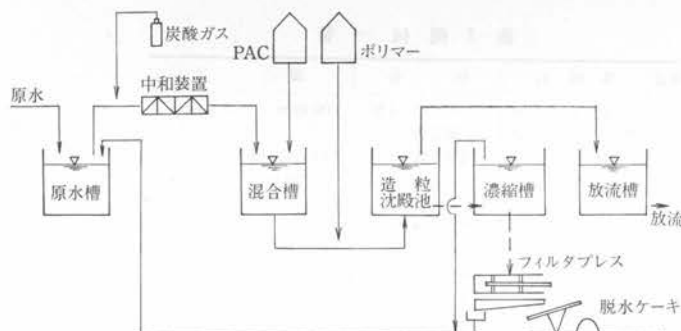 炭酸ガス
PAC
ポリマー
中和装置
原水
原水槽
混合槽
造粒
沈殿池
濃縮槽
放流槽
放流
フィルタプレス
脱水ケーキ